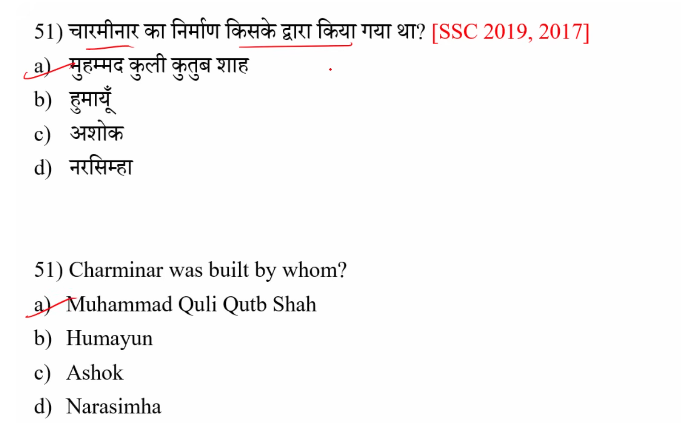 51) चारमीनार का निर्माण किसके द्वारा किया गया था? [SSC 2019, 2017]
a) मुहम्मद कुली कुतुब शाह
b) हुमायूँ
c) अशोक
d) नरसिम्हा
51) Charminar was built by whom?
a) Muhammad Quli Qutb Shah
b) Humayun
c) Ashok
d) Narasimha